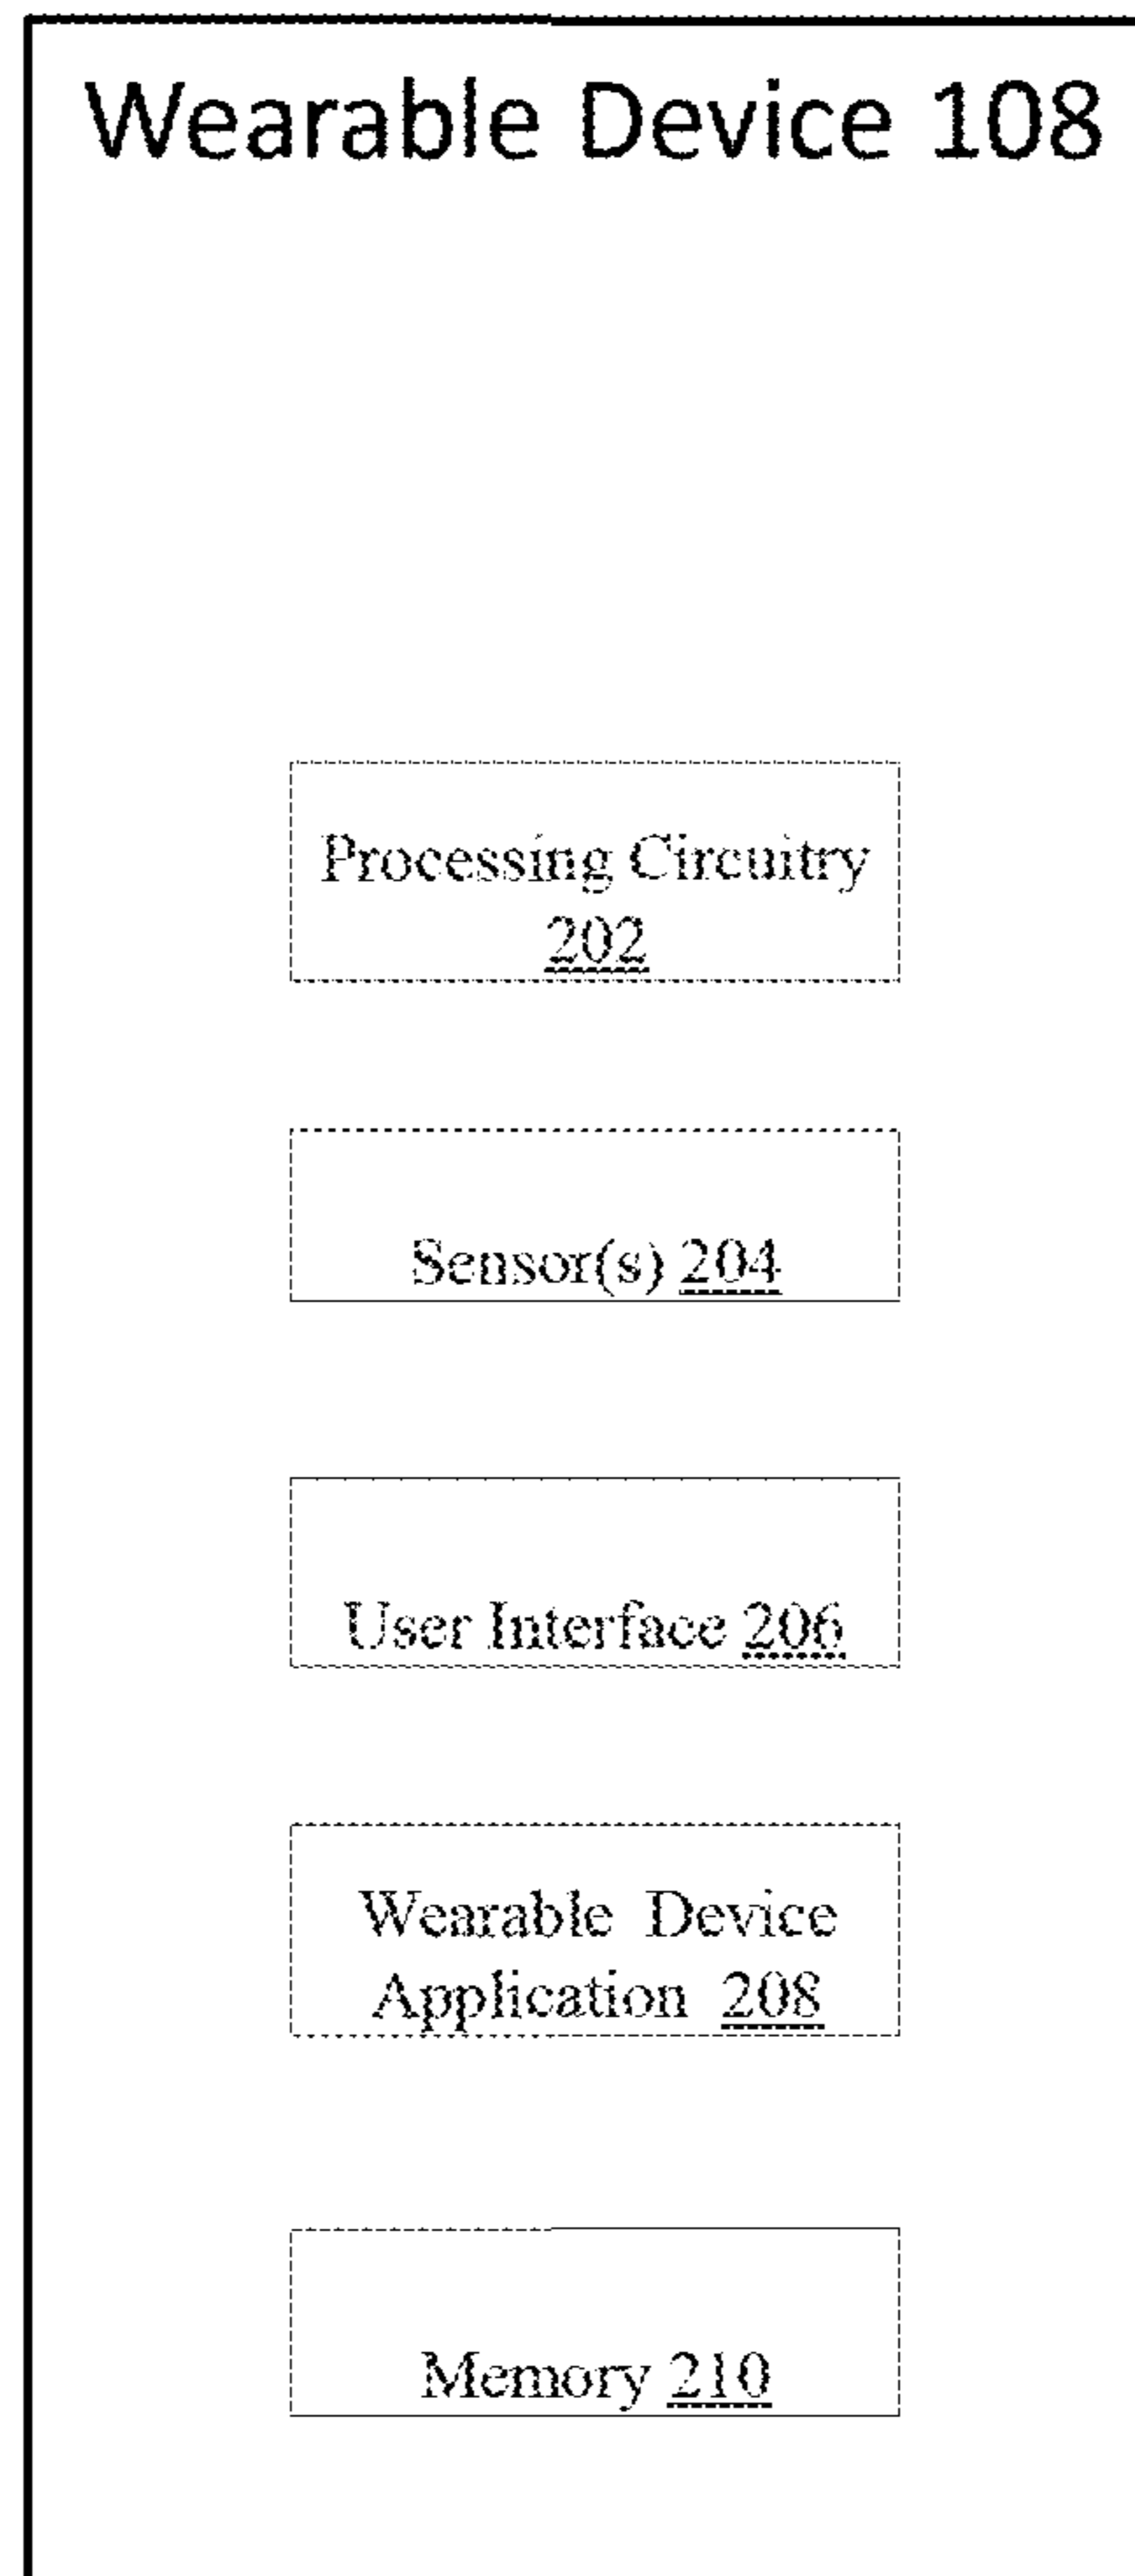 Wearable Device 108
Processing Circuitry
202
Sensor(s) 204
User Interface 206
Wearable Device
Application 208
Memory 210